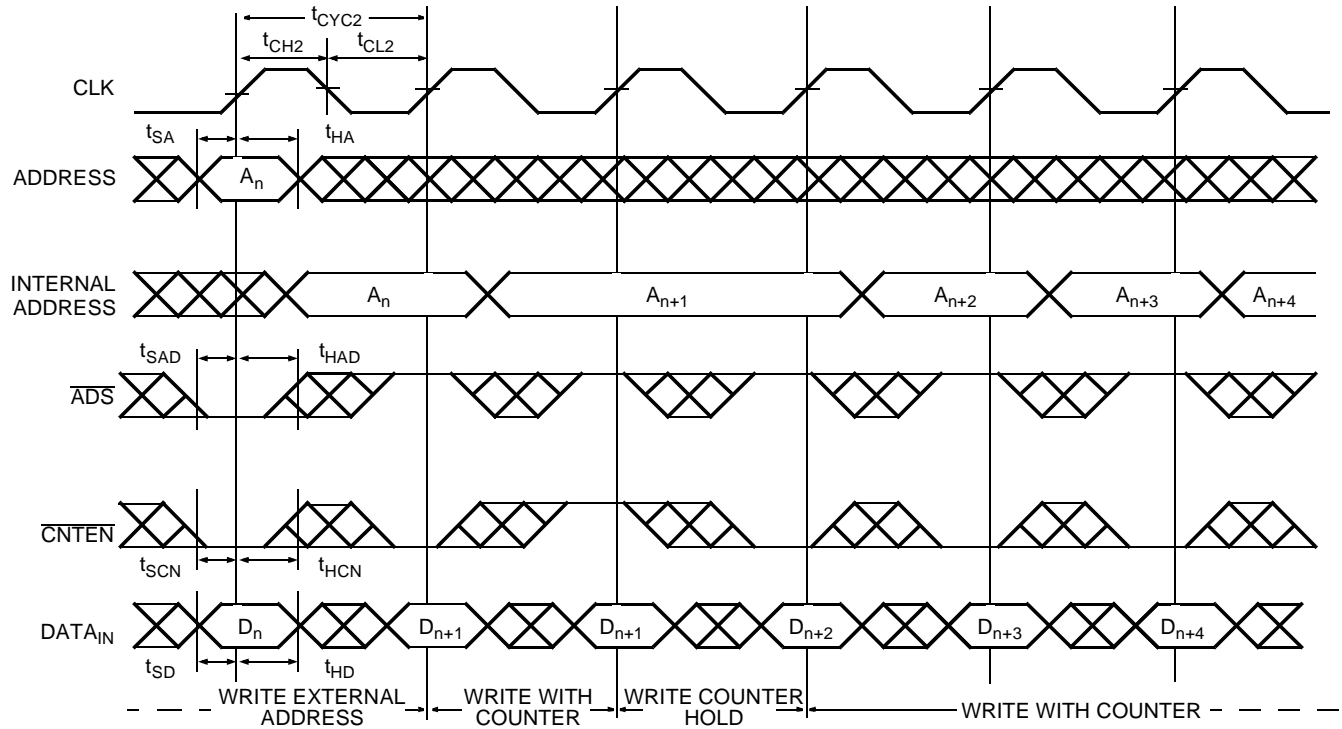 tCYC2
tCH2 tCL2
CLK
tSA tHA
ADDRESS An
INTERNAL
ADDRESS
An An+1 An+2 An+3 An+4
tSAD tHAD
ADS
CNTEN
tSCN tHCN
DATAIN Dn Dn+1 Dn+1 Dn+2 Dn+3 Dn+4
tSD tHD
WRITE EXTERNAL
ADDRESS
WRITE WITH
COUNTER
WRITE COUNTER
HOLD
WRITE WITH COUNTER